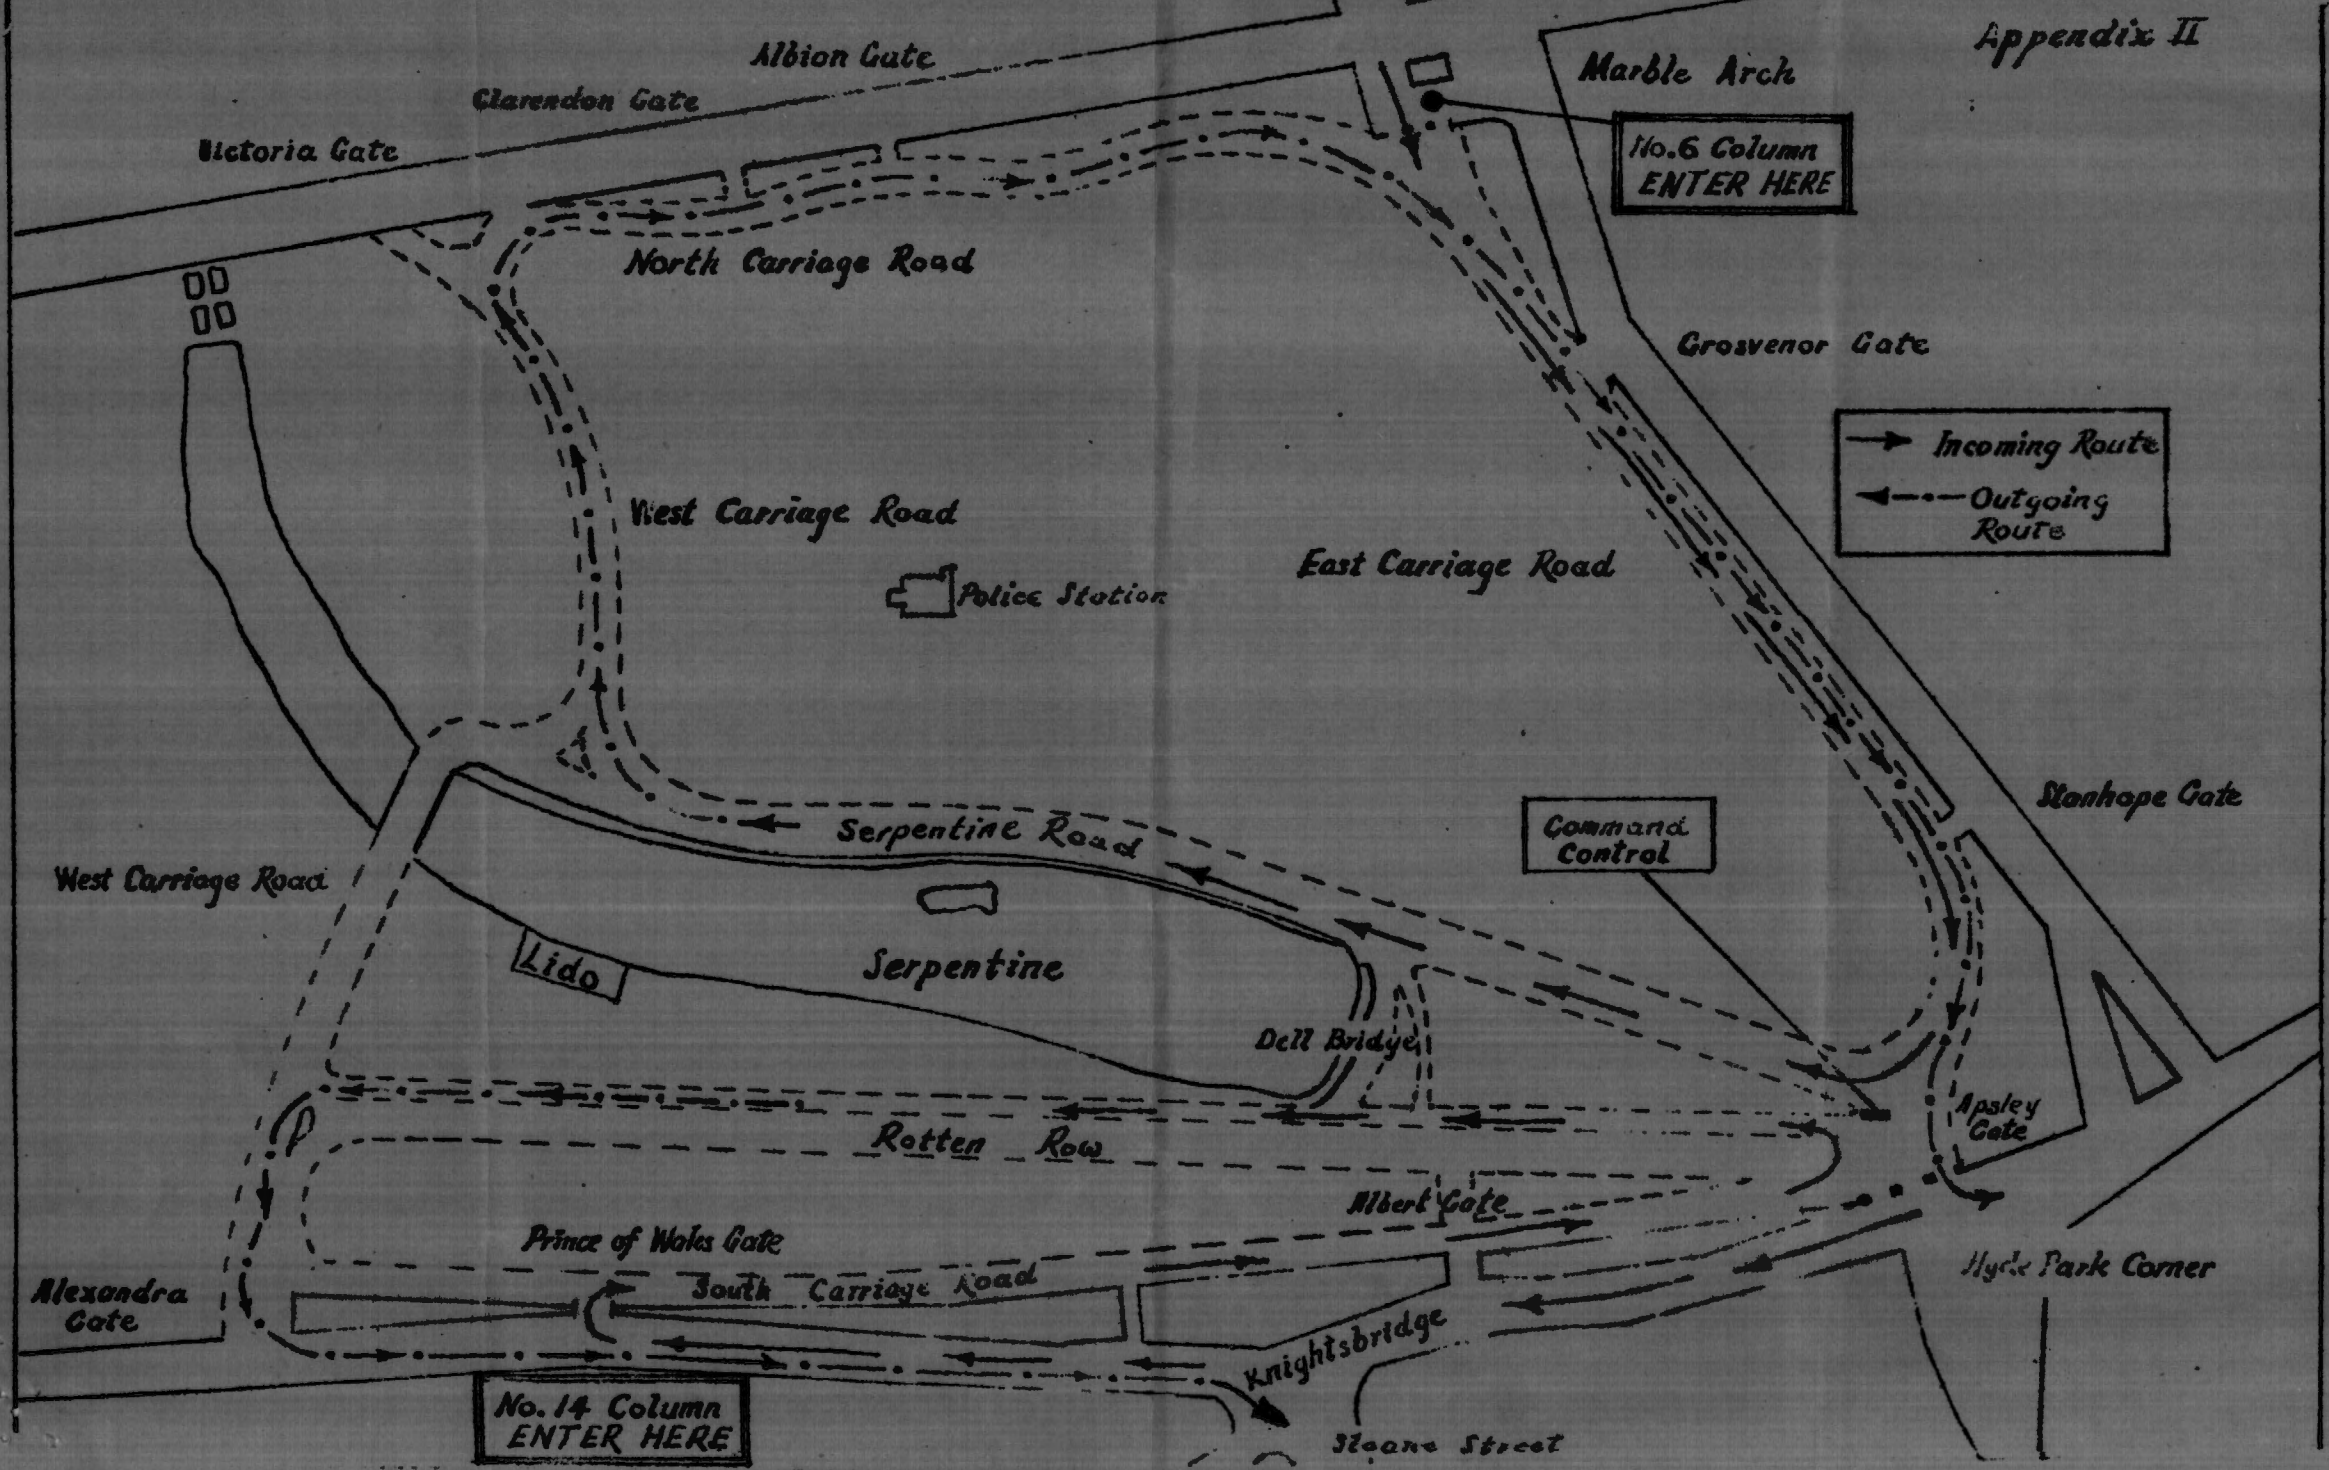 Appendix II
Albion Gate
Marble Arch
Clarendon Gate
Victoria Gate
No.6 Column
ENTER HERE
North Carriage Road
Grosvenor Gate
Incoming Route
Outgoing
Route
West Carriage Road
East Carriage Road
Police Station
Stanhope Gate
Serpentine Road
Command
Control
West Carriage Road
Lido
Serpentine
Dell Bridge
Apsley
Gate
Rotten Row
Albert Gate
Prince of Wales Gate
Hyde Park Corner
South Carriage Road
Alexandra
Gate
Knightsbridge
No.14 Column
ENTER HERE
Sloane Street